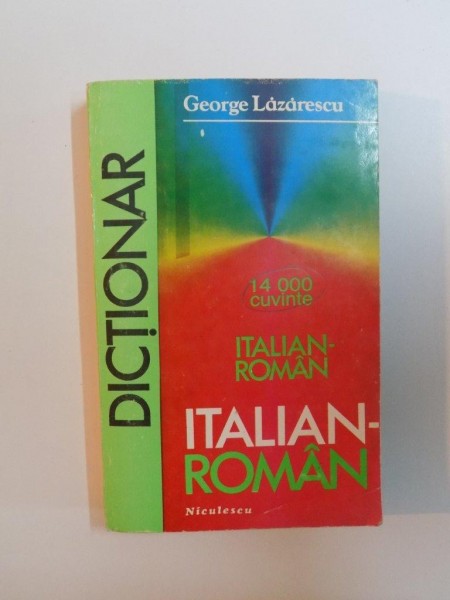 George Lăzărescu
DICȚIONAR
14 000
cuvinte
ITALIAN-
ROMÂN
ITALIAN-
ROMÂN
Niculescu